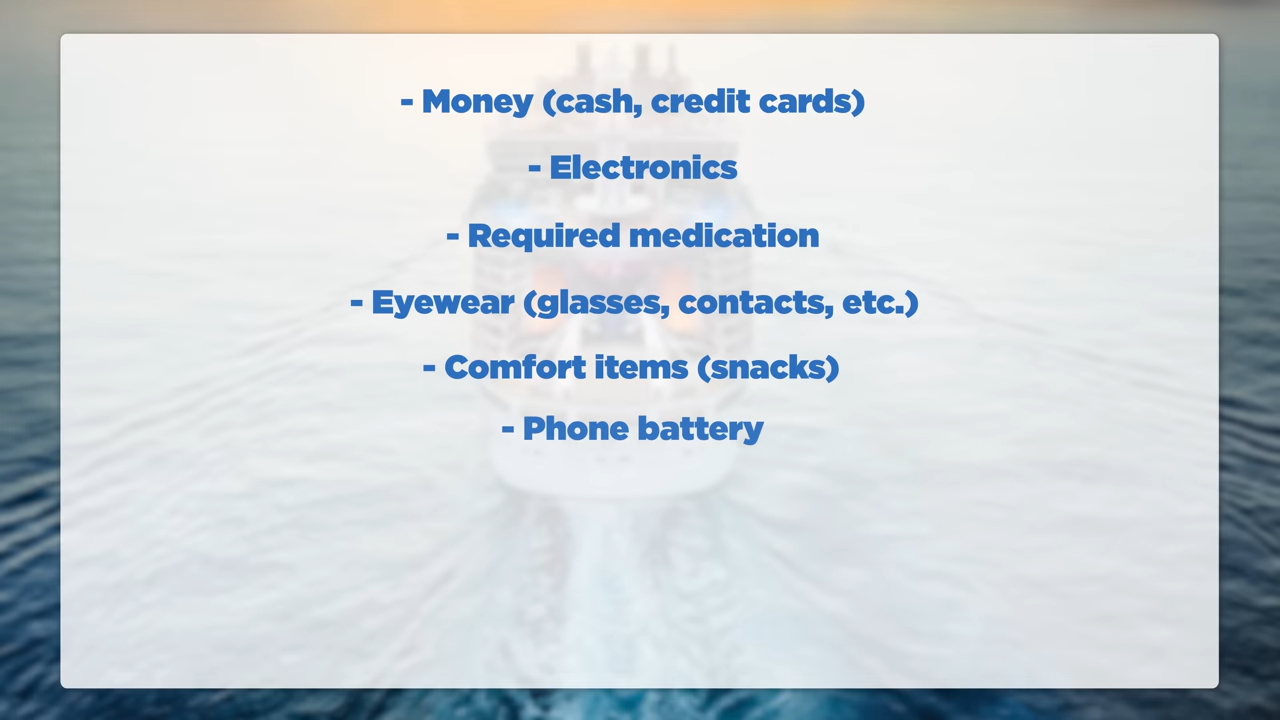 - Money (cash, credit cards)
- Electronics
- Required medication
- Eyewear (glasses, contacts, etc.)
- Comfort items (snacks)
- Phone battery